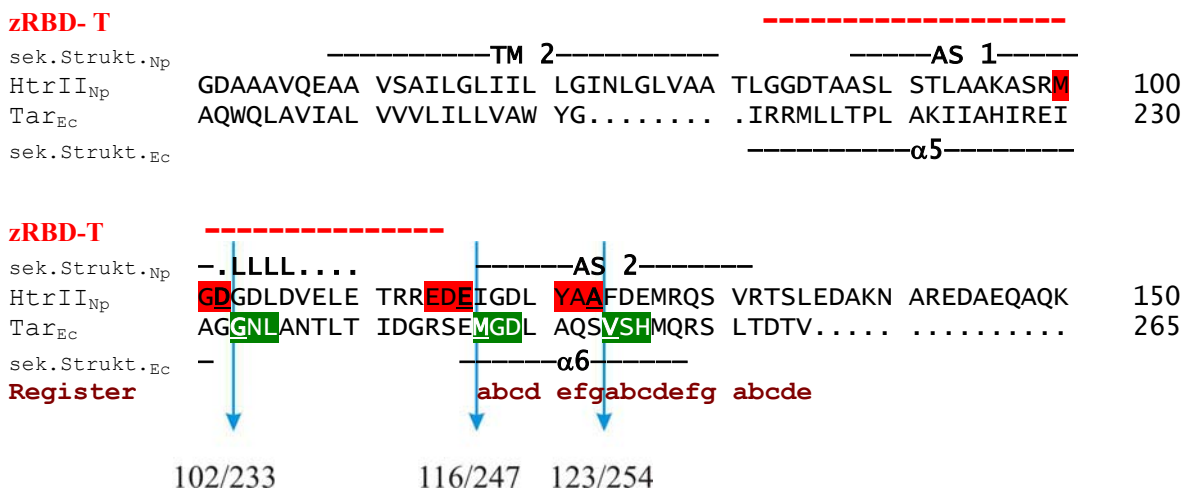 zRBD- T --------------------
sek.Strukt.Np ––––––––––TM 2–––––––––– –––––AS 1–––––
HtrIINp GDAAAVQEAA VSAILGLIIL LGINLGLVAA TLGGDTAASL STLAAKASRM 100
TarEc AQWQLAVIAL VVVLILLVAW YG........ .IRRMLLTPL AKIIAHIREI 230
sek.Strukt.Ec ––––––––––α5––––––––
zRBD-T ----------------
sek.Strukt.Np –.LLLL.... ––––––AS 2–––––––
HtrIINp GDGDLDVELE TRREDEIGDL YAAFDEMRQS VRTSLEDAKN AREDAEQAQK 150
TarEc AGGNLANTLT IDGRSEMGDL AQSVSHMQRS LTDTV..... .......... 265
sek.Strukt.Ec – ––––––α6––––––
Register abcd efgabcdefg abcde
102/233 116/247 123/254